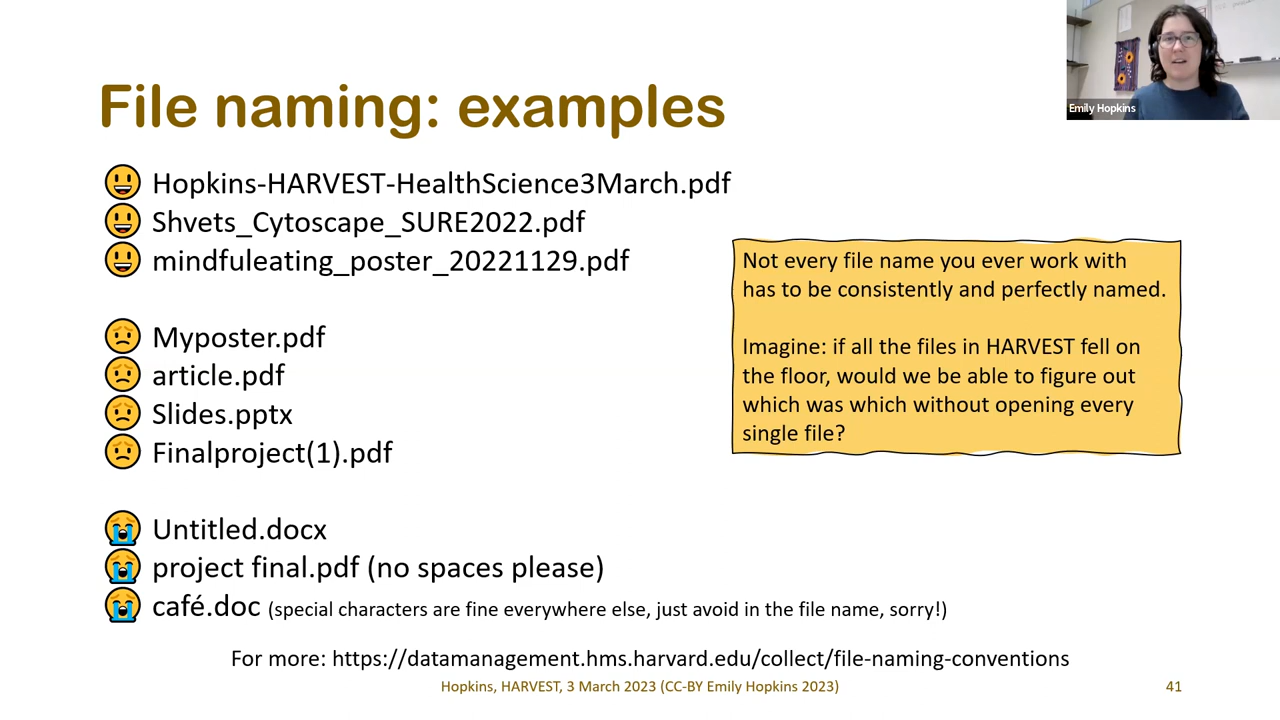 Emily Hopkins
File naming: examples
Hopkins-HARVEST-HealthScience3March.pdf
Shvets_Cytoscape_SURE2022.pdf
mindfuleating_poster_20221129.pdf
Myposter.pdf
article.pdf
Slides.pptx
Finalproject(1).pdf
Not every file name you ever work with
has to be consistently and perfectly named.
Imagine: if all the files in HARVEST fell on
the floor, would we be able to figure out
which was which without opening every
single file?
Untitled.docx
project final.pdf (no spaces please)
café.doc (special characters are fine everywhere else, just avoid in the file name, sorry!)
For more: https://datamanagement.hms.harvard.edu/collect/file-naming-conventions
Hopkins, HARVEST, 3 March 2023 (CC-BY Emily Hopkins 2023)
41